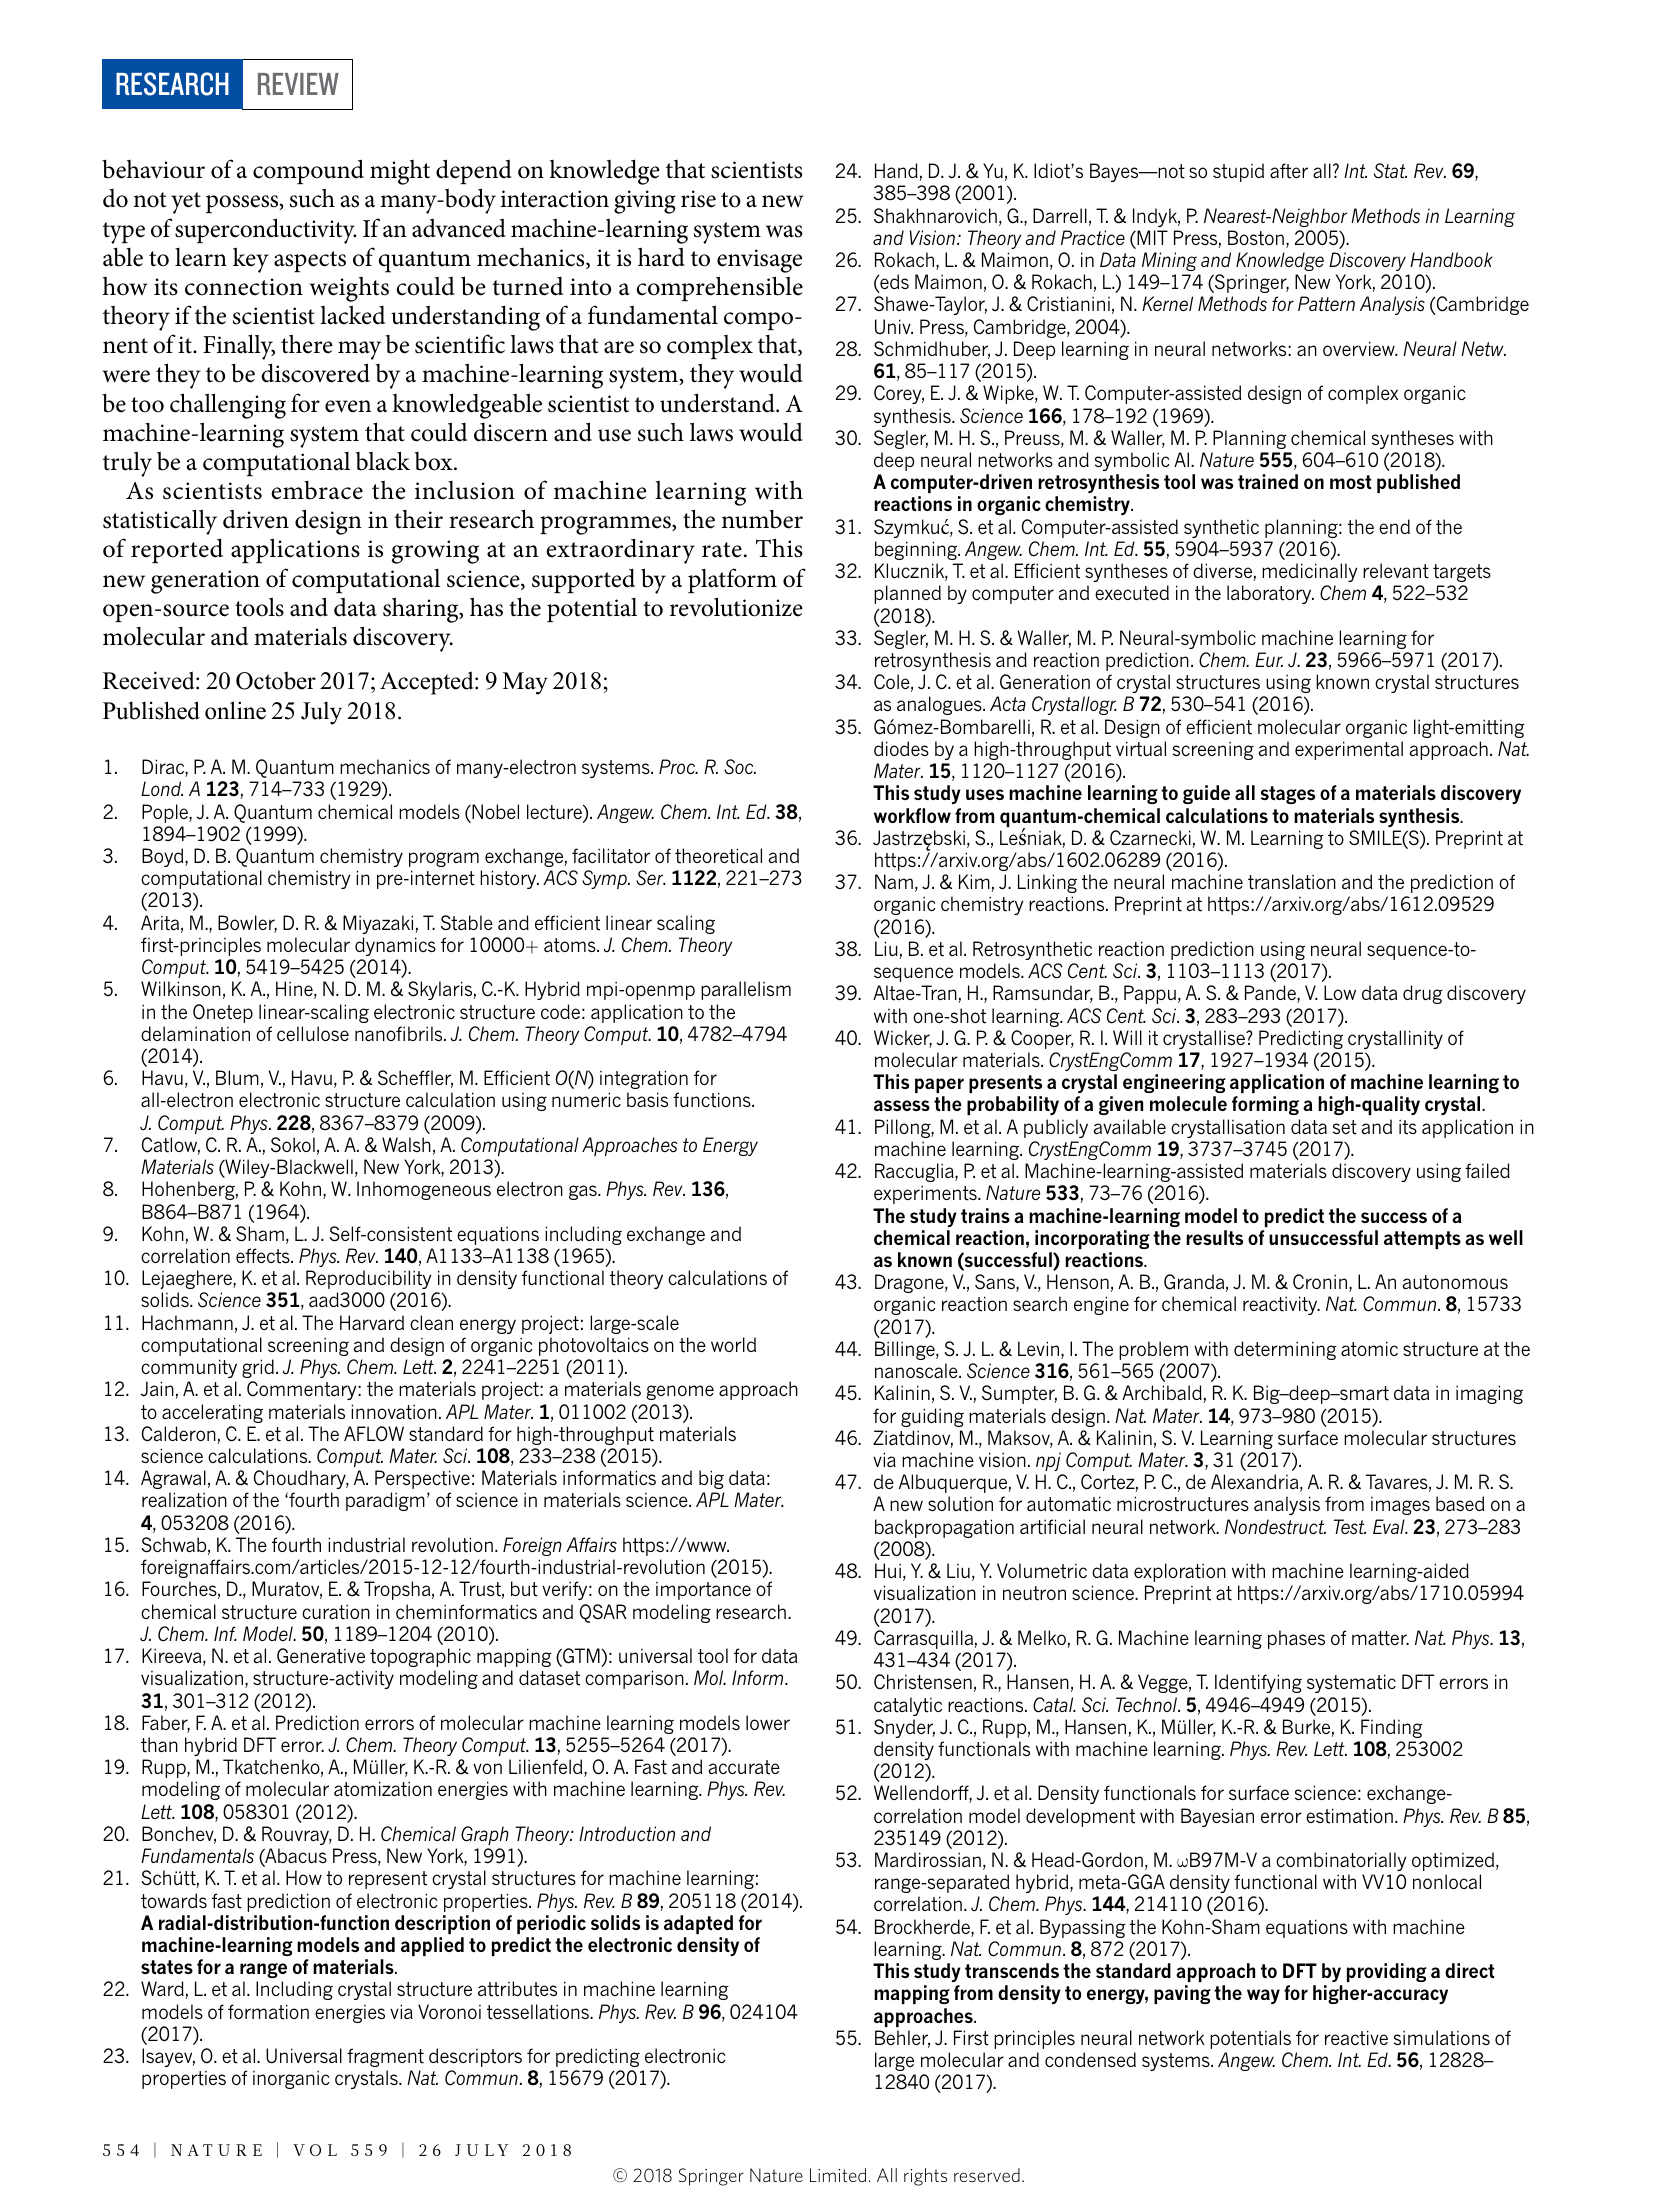 RESEARCH REVIEW
behaviour of a compound might depend on knowledge that scientists
do not yet possess, such as a many-body interaction giving rise to a new
type of superconductivity. If an advanced machine-learning system was
able to learn key aspects of quantum mechanics, it is hard to envisage
how its connection weights could be turned into a comprehensible
theory if the scientist lacked understanding of a fundamental compo-
nent of it. Finally, there may be scientific laws that are so complex that,
were they to be discovered by a machine-learning system, they would
be too challenging for even a knowledgeable scientist to understand. A
machine-learning system that could discern and use such laws would
truly be a computational black box.
As scientists embrace the inclusion of machine learning with
statistically driven design in their research programmes, the number
of reported applications is growing at an extraordinary rate. This
new generation of computational science, supported by a platform of
open-source tools and data sharing, has the potential to revolutionize
molecular and materials discovery.
Received: 20 October 2017; Accepted: 9 May 2018;
Published online 25 July 2018.
1. Dirac, P. A. M. Quantum mechanics of many-electron systems. Proc. R. Soc.
Lond. A 123, 714–733 (1929).
2. Pople, J. A. Quantum chemical models (Nobel lecture). Angew. Chem. Int. Ed. 38,
1894–1902 (1999).
3. Boyd, D. B. Quantum chemistry program exchange, facilitator of theoretical and
computational chemistry in pre-internet history. ACS Symp. Ser. 1122, 221–273
(2013).
4. Arita, M., Bowler, D. R. & Miyazaki, T. Stable and efficient linear scaling
first-principles molecular dynamics for 10000+ atoms. J. Chem. Theory
Comput. 10, 5419–5425 (2014).
5. Wilkinson, K. A., Hine, N. D. M. & Skylaris, C.-K. Hybrid mpi-openmp parallelism
in the Onetep linear-scaling electronic structure code: application to the
delamination of cellulose nanofibrils. J. Chem. Theory Comput. 10, 4782–4794
(2014).
6. Havu, V., Blum, V., Havu, P. & Scheffler, M. Efficient O(N) integration for
all-electron electronic structure calculation using numeric basis functions.
J. Comput. Phys. 228, 8367–8379 (2009).
7. Catlow, C. R. A., Sokol, A. A. & Walsh, A. Computational Approaches to Energy
Materials (Wiley-Blackwell, New York, 2013).
8. Hohenberg, P. & Kohn, W. Inhomogeneous electron gas. Phys. Rev. 136,
B864–B871 (1964).
9. Kohn, W. & Sham, L. J. Self-consistent equations including exchange and
correlation effects. Phys. Rev. 140, A1133–A1138 (1965).
10. Lejaeghere, K. et al. Reproducibility in density functional theory calculations of
solids. Science 351, aad3000 (2016).
11. Hachmann, J. et al. The Harvard clean energy project: large-scale
computational screening and design of organic photovoltaics on the world
community grid. J. Phys. Chem. Lett. 2, 2241–2251 (2011).
12. Jain, A. et al. Commentary: the materials project: a materials genome approach
to accelerating materials innovation. APL Mater. 1, 011002 (2013).
13. Calderon, C. E. et al. The AFLOW standard for high-throughput materials
science calculations. Comput. Mater. Sci. 108, 233–238 (2015).
14. Agrawal, A. & Choudhary, A. Perspective: Materials informatics and big data:
realization of the ‘fourth paradigm’ of science in materials science. APL Mater.
4, 053208 (2016).
15. Schwab, K. The fourth industrial revolution. Foreign Affairs https://www.
foreignaffairs.com/articles/2015-12-12/fourth-industrial-revolution (2015).
16. Fourches, D., Muratov, E. & Tropsha, A. Trust, but verify: on the importance of
chemical structure curation in cheminformatics and QSAR modeling research.
J. Chem. Inf. Model. 50, 1189–1204 (2010).
17. Kireeva, N. et al. Generative topographic mapping (GTM): universal tool for data
visualization, structure-activity modeling and dataset comparison. Mol. Inform.
31, 301–312 (2012).
18. Faber, F. A. et al. Prediction errors of molecular machine learning models lower
than hybrid DFT error. J. Chem. Theory Comput. 13, 5255–5264 (2017).
19. Rupp, M., Tkatchenko, A., Müller, K.-R. & von Lilienfeld, O. A. Fast and accurate
modeling of molecular atomization energies with machine learning. Phys. Rev.
Lett. 108, 058301 (2012).
20. Bonchev, D. & Rouvray, D. H. Chemical Graph Theory: Introduction and
Fundamentals (Abacus Press, New York, 1991).
21. Schütt, K. T. et al. How to represent crystal structures for machine learning:
towards fast prediction of electronic properties. Phys. Rev. B 89, 205118 (2014).
A radial-distribution-function description of periodic solids is adapted for
machine-learning models and applied to predict the electronic density of
states for a range of materials.
22. Ward, L. et al. Including crystal structure attributes in machine learning
models of formation energies via Voronoi tessellations. Phys. Rev. B 96, 024104
(2017).
23. Isayev, O. et al. Universal fragment descriptors for predicting electronic
properties of inorganic crystals. Nat. Commun. 8, 15679 (2017).
24. Hand, D. J. & Yu, K. Idiot’s Bayes—not so stupid after all? Int. Stat. Rev. 69,
385–398 (2001).
25. Shakhnarovich, G., Darrell, T. & Indyk, P. Nearest-Neighbor Methods in Learning
and Vision: Theory and Practice (MIT Press, Boston, 2005).
26. Rokach, L. & Maimon, O. in Data Mining and Knowledge Discovery Handbook
(eds Maimon, O. & Rokach, L.) 149–174 (Springer, New York, 2010).
27. Shawe-Taylor, J. & Cristianini, N. Kernel Methods for Pattern Analysis (Cambridge
Univ. Press, Cambridge, 2004).
28. Schmidhuber, J. Deep learning in neural networks: an overview. Neural Netw.
61, 85–117 (2015).
29. Corey, E. J. & Wipke, W. T. Computer-assisted design of complex organic
synthesis. Science 166, 178–192 (1969).
30. Segler, M. H. S., Preuss, M. & Waller, M. P. Planning chemical syntheses with
deep neural networks and symbolic AI. Nature 555, 604–610 (2018).
A computer-driven retrosynthesis tool was trained on most published
reactions in organic chemistry.
31. Szymkuć, S. et al. Computer-assisted synthetic planning: the end of the
beginning. Angew. Chem. Int. Ed. 55, 5904–5937 (2016).
32. Klucznik, T. et al. Efficient syntheses of diverse, medicinally relevant targets
planned by computer and executed in the laboratory. Chem 4, 522–532
(2018).
33. Segler, M. H. S. & Waller, M. P. Neural-symbolic machine learning for
retrosynthesis and reaction prediction. Chem. Eur. J. 23, 5966–5971 (2017).
34. Cole, J. C. et al. Generation of crystal structures using known crystal structures
as analogues. Acta Crystallogr. B 72, 530–541 (2016).
35. Gómez-Bombarelli, R. et al. Design of efficient molecular organic light-emitting
diodes by a high-throughput virtual screening and experimental approach. Nat.
Mater. 15, 1120–1127 (2016).
This study uses machine learning to guide all stages of a materials discovery
workflow from quantum-chemical calculations to materials synthesis.
36. Jastrzębski, S., Leśniak, D. & Czarnecki, W. M. Learning to SMILE(S). Preprint at
https://arxiv.org/abs/1602.06289 (2016).
37. Nam, J. & Kim, J. Linking the neural machine translation and the prediction of
organic chemistry reactions. Preprint at https://arxiv.org/abs/1612.09529
(2016).
38. Liu, B. et al. Retrosynthetic reaction prediction using neural sequence-to-
sequence models. ACS Cent. Sci. 3, 1103–1113 (2017).
39. Altae-Tran, H., Ramsundar, B., Pappu, A. S. & Pande, V. Low data drug discovery
with one-shot learning. ACS Cent. Sci. 3, 283–293 (2017).
40. Wicker, J. G. P. & Cooper, R. I. Will it crystallise? Predicting crystallinity of
molecular materials. CrystEngComm 17, 1927–1934 (2015).
This paper presents a crystal engineering application of machine learning to
assess the probability of a given molecule forming a high-quality crystal.
41. Pillong, M. et al. A publicly available crystallisation data set and its application in
machine learning. CrystEngComm 19, 3737–3745 (2017).
42. Raccuglia, P. et al. Machine-learning-assisted materials discovery using failed
experiments. Nature 533, 73–76 (2016).
The study trains a machine-learning model to predict the success of a
chemical reaction, incorporating the results of unsuccessful attempts as well
as known (successful) reactions.
43. Dragone, V., Sans, V., Henson, A. B., Granda, J. M. & Cronin, L. An autonomous
organic reaction search engine for chemical reactivity. Nat. Commun. 8, 15733
(2017).
44. Billinge, S. J. L. & Levin, I. The problem with determining atomic structure at the
nanoscale. Science 316, 561–565 (2007).
45. Kalinin, S. V., Sumpter, B. G. & Archibald, R. K. Big–deep–smart data in imaging
for guiding materials design. Nat. Mater. 14, 973–980 (2015).
46. Ziatdinov, M., Maksov, A. & Kalinin, S. V. Learning surface molecular structures
via machine vision. npj Comput. Mater. 3, 31 (2017).
47. de Albuquerque, V. H. C., Cortez, P. C., de Alexandria, A. R. & Tavares, J. M. R. S.
A new solution for automatic microstructures analysis from images based on a
backpropagation artificial neural network. Nondestruct. Test. Eval. 23, 273–283
(2008).
48. Hui, Y. & Liu, Y. Volumetric data exploration with machine learning-aided
visualization in neutron science. Preprint at https://arxiv.org/abs/1710.05994
(2017).
49. Carrasquilla, J. & Melko, R. G. Machine learning phases of matter. Nat. Phys. 13,
431–434 (2017).
50. Christensen, R., Hansen, H. A. & Vegge, T. Identifying systematic DFT errors in
catalytic reactions. Catal. Sci. Technol. 5, 4946–4949 (2015).
51. Snyder, J. C., Rupp, M., Hansen, K., Müller, K.-R. & Burke, K. Finding
density functionals with machine learning. Phys. Rev. Lett. 108, 253002
(2012).
52. Wellendorff, J. et al. Density functionals for surface science: exchange-
correlation model development with Bayesian error estimation. Phys. Rev. B 85,
235149 (2012).
53. Mardirossian, N. & Head-Gordon, M. ωB97M-V a combinatorially optimized,
range-separated hybrid, meta-GGA density functional with VV10 nonlocal
correlation. J. Chem. Phys. 144, 214110 (2016).
54. Brockherde, F. et al. Bypassing the Kohn-Sham equations with machine
learning. Nat. Commun. 8, 872 (2017).
This study transcends the standard approach to DFT by providing a direct
mapping from density to energy, paving the way for higher-accuracy
approaches.
55. Behler, J. First principles neural network potentials for reactive simulations of
large molecular and condensed systems. Angew. Chem. Int. Ed. 56, 12828–
12840 (2017).
554 | NATURE | VOL 559 | 26 JULY 2018
© 2018 Springer Nature Limited. All rights reserved.